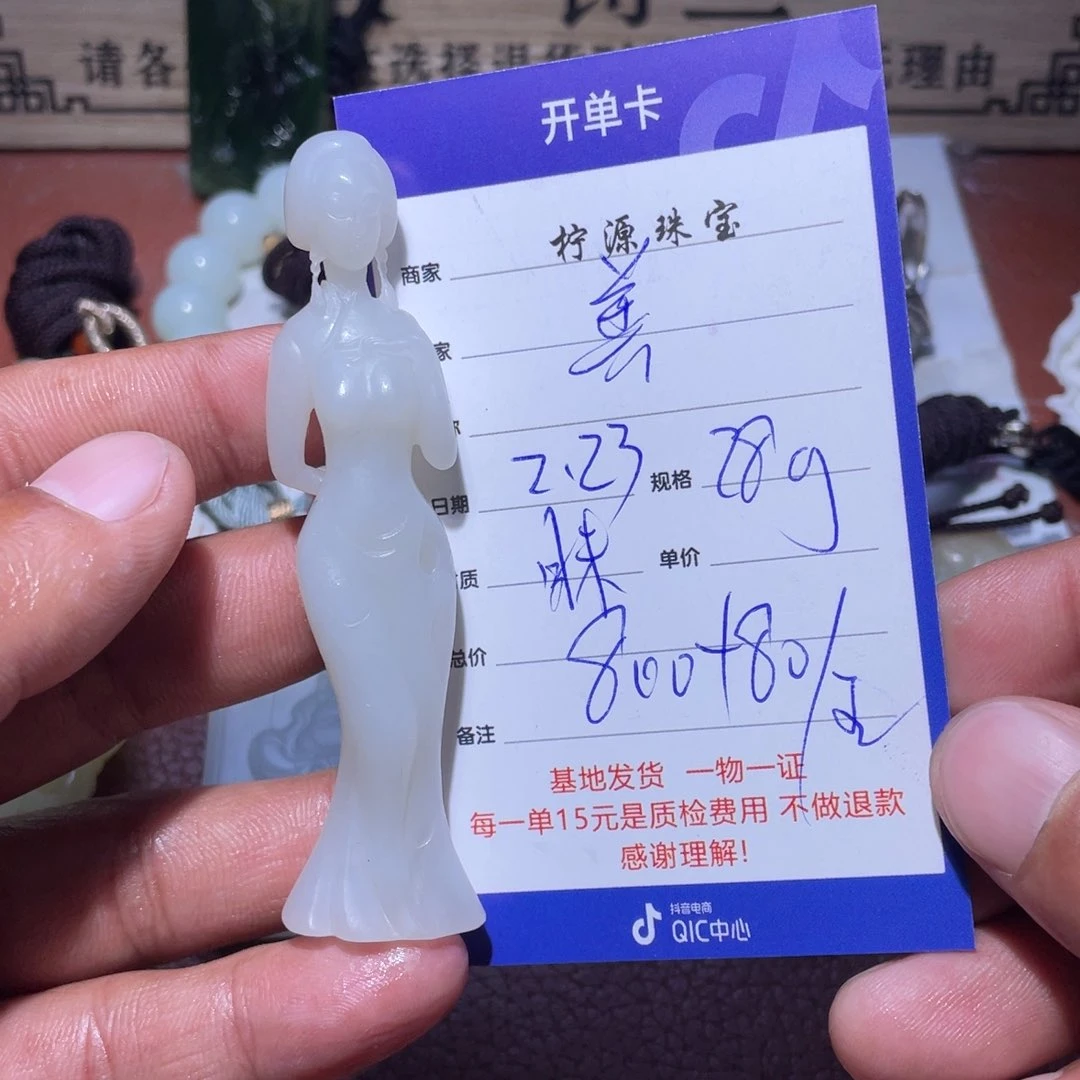 请各
选择退货
理由
开单卡
商家 柠源珠宝
家
日期 2.23 规格 28g
质 单价
总价 800+80/
备注
基地发货 一物一证
每一单15元是质检费用 不做退款
感谢理解!
抖音电商
QIC中心